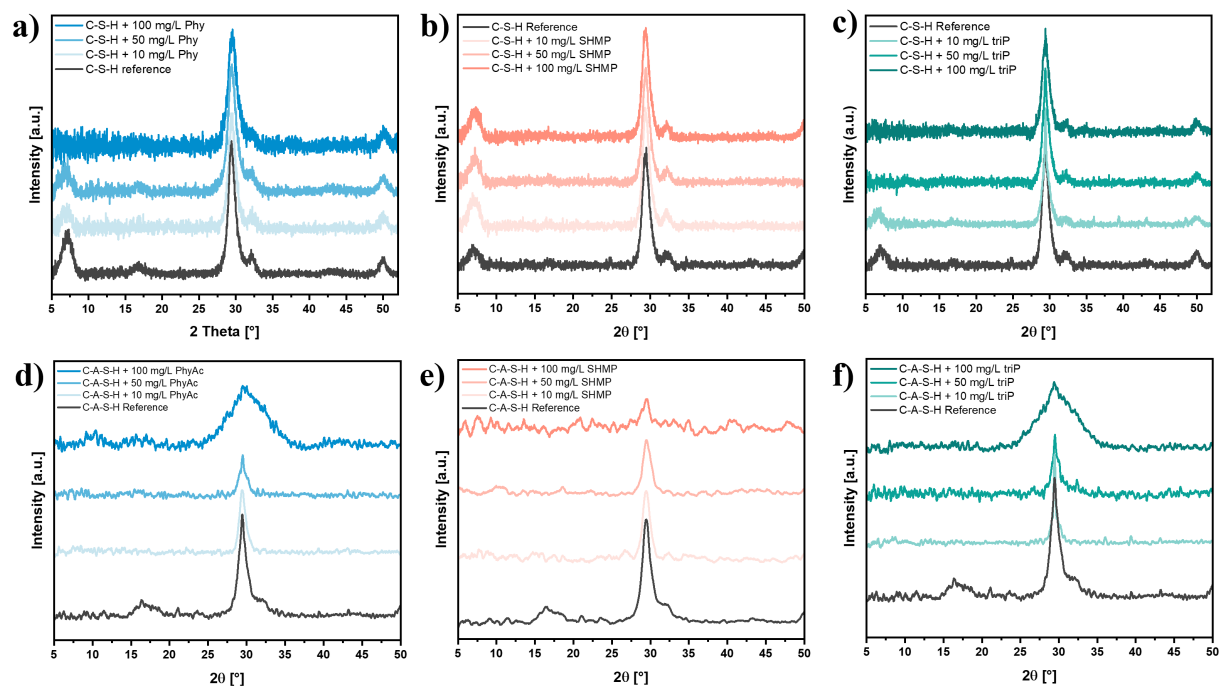 a)
C-S-H + 100 mg/L Phy
C-S-H + 50 mg/L Phy
C-S-H + 10 mg/L Phy
C-S-H reference
Intensity [a.u.]
5 10 15 20 25 30 35 40 45 50
2 Theta [°]
b)
C-S-H Reference
C-S-H + 10 mg/L SHMP
C-S-H + 50 mg/L SHMP
C-S-H + 100 mg/L SHMP
Intensity [a.u.]
5 10 15 20 25 30 35 40 45 50
2θ [°]
c)
C-S-H Reference
C-S-H + 10 mg/L triP
C-S-H + 50 mg/L triP
C-S-H + 100 mg/L triP
Intensity [a.u.]
5 10 15 20 25 30 35 40 45 50
2θ [°]
d)
C-A-S-H + 100 mg/L PhyAc
C-A-S-H + 50 mg/L PhyAc
C-A-S-H + 10 mg/L PhyAc
C-A-S-H Reference
Intensity [a.u.]
5 10 15 20 25 30 35 40 45 50
2θ [°]
e)
C-A-S-H + 100 mg/L SHMP
C-A-S-H + 50 mg/L SHMP
C-A-S-H + 10 mg/L SHMP
C-A-S-H Reference
Intensity [a.u.]
5 10 15 20 25 30 35 40 45 50
2θ [°]
f)
C-A-S-H + 100 mg/L triP
C-A-S-H + 50 mg/L triP
C-A-S-H + 10 mg/L triP
C-A-S-H Reference
Intensity [a.u.]
5 10 15 20 25 30 35 40 45 50
2θ [°]